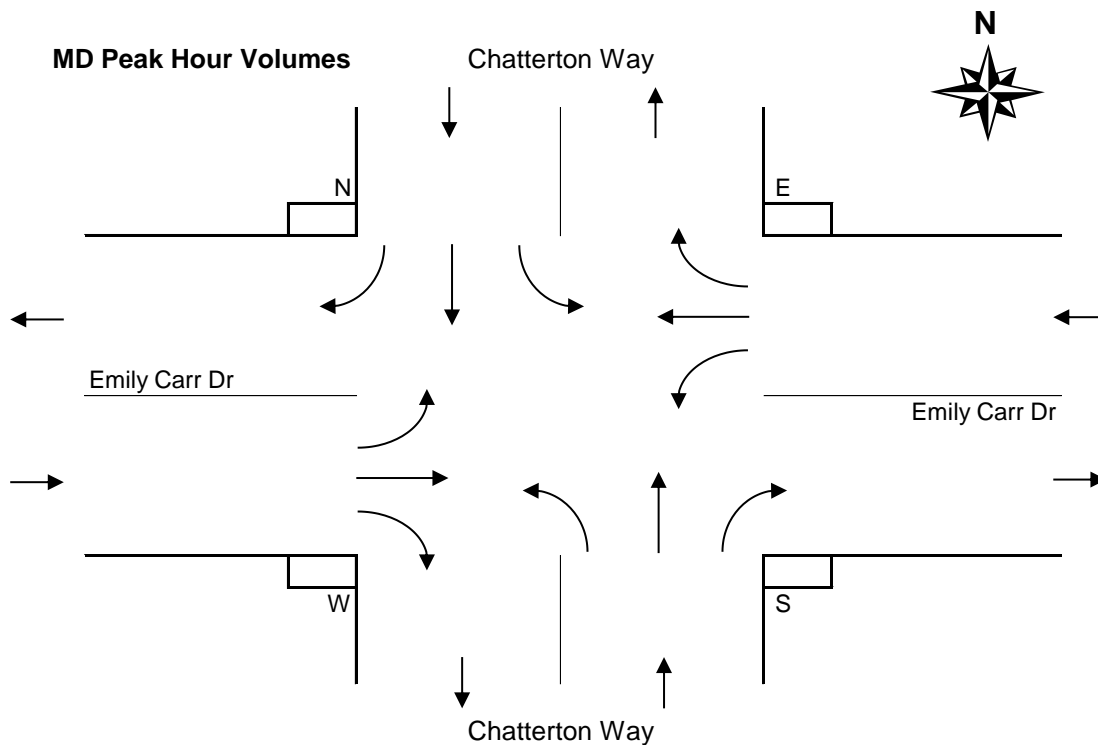 N
MD Peak Hour Volumes Chatterton Way
N E
Emily Carr Dr
Emily Carr Dr
W S
Chatterton Way